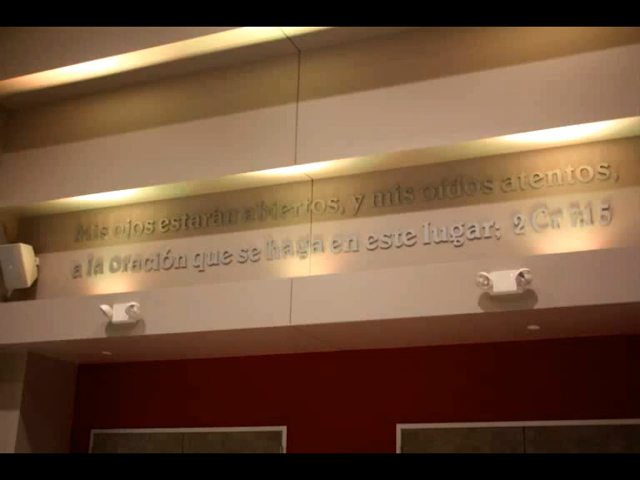 Mis ojos estarán abiertos, y mis oídos atentos,
a la oración que se haga en este lugar; 2 Cr 7:15